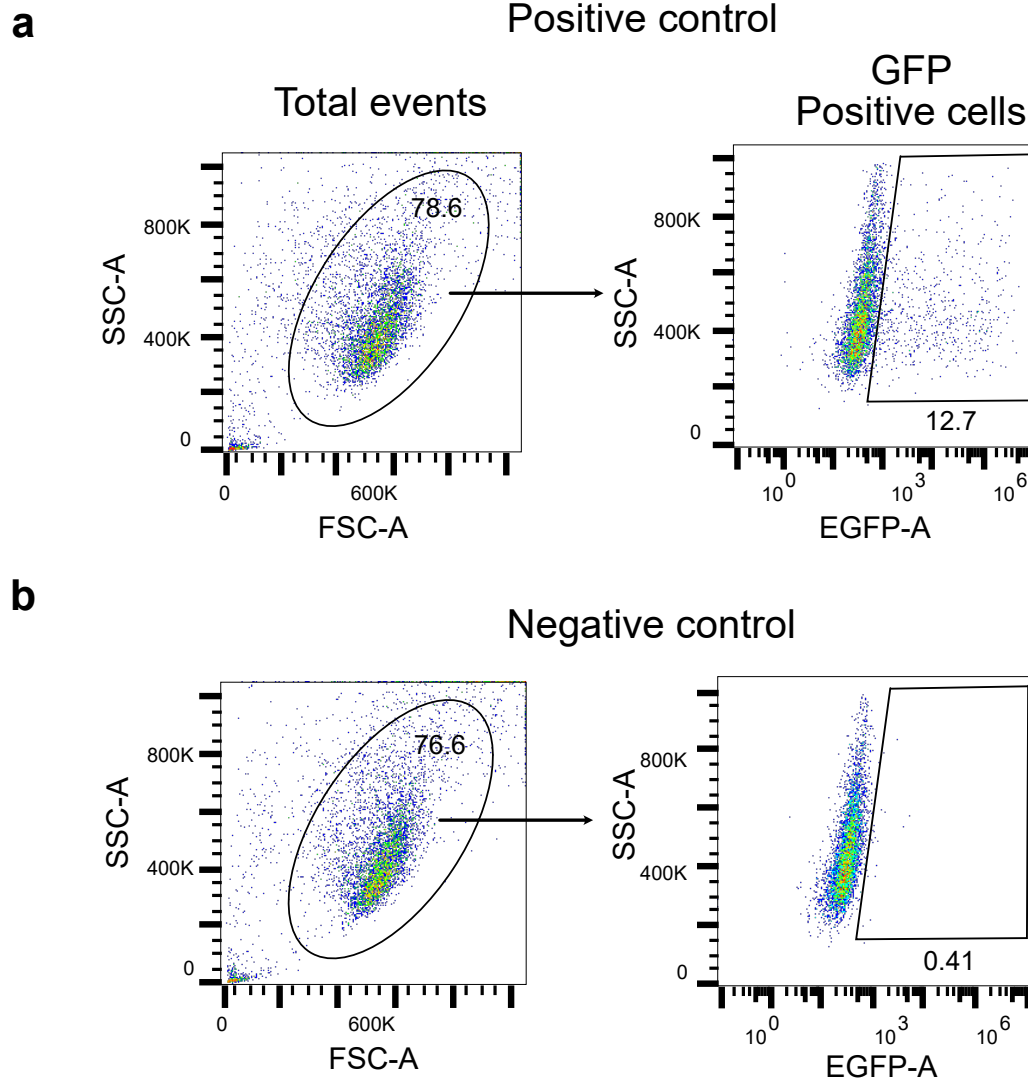 a
Positive control
Total events
GFP
Positive cells
78.6
800K
400K
0
SSC-A
0
600K
FSC-A
800K
400K
0
SSC-A
12.7
10^0
10^3
10^6
EGFP-A
b
Negative control
76.6
800K
400K
0
SSC-A
0
600K
FSC-A
800K
400K
0
SSC-A
0.41
10^0
10^3
10^6
EGFP-A